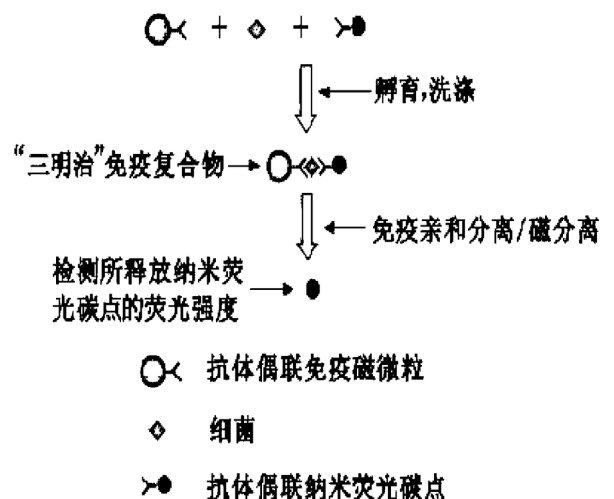 + +
孵育,洗涤
“三明治”免疫复合物
免疫亲和分离/磁分离
检测所释放纳米荧
光碳点的荧光强度
抗体偶联免疫磁微粒
细菌
抗体偶联纳米荧光碳点